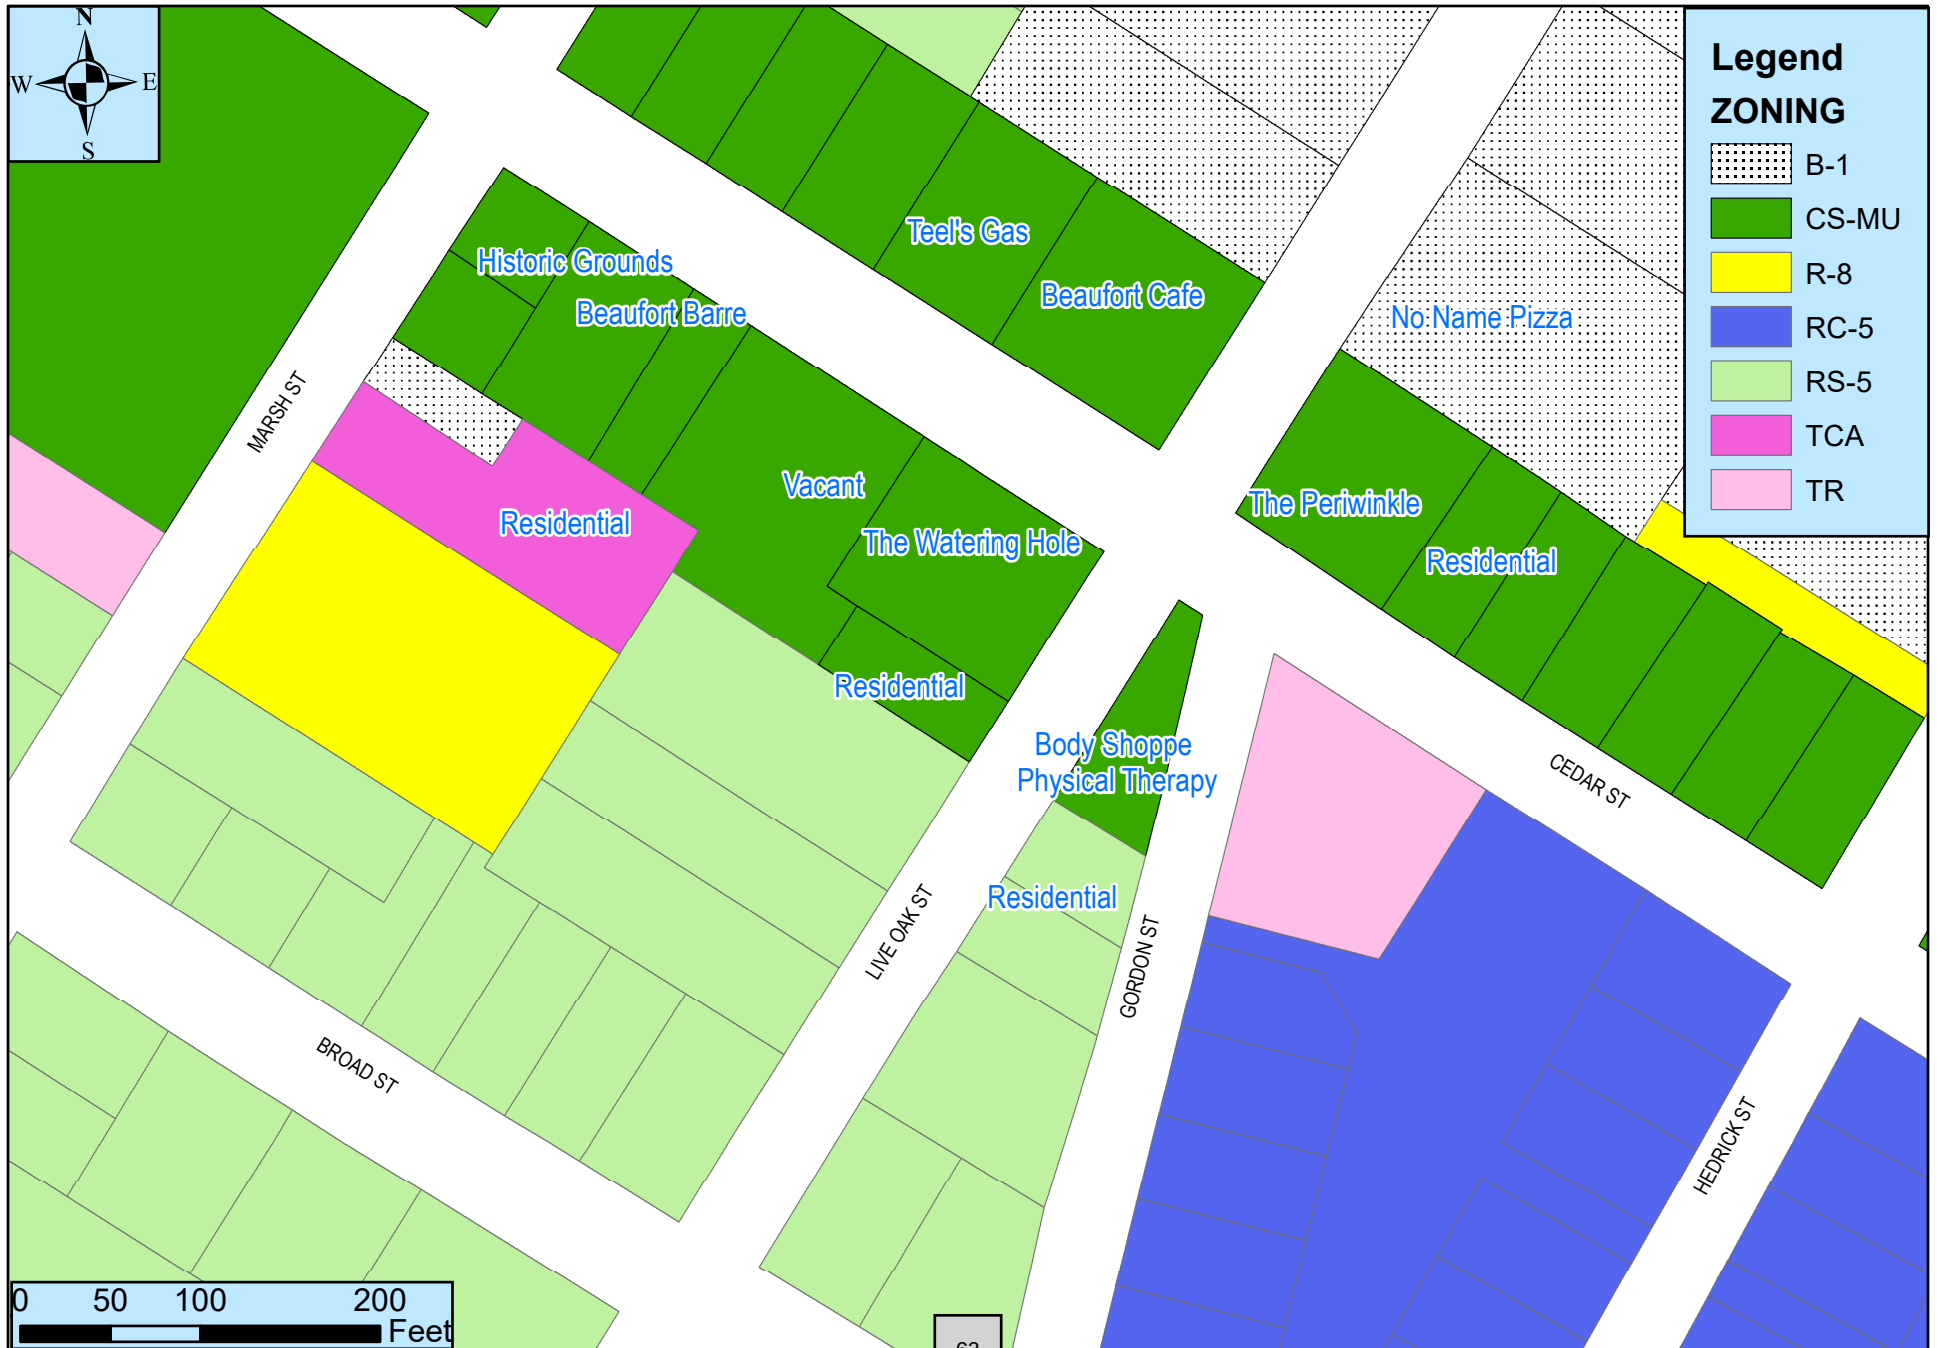 N
W
E
S
Legend
ZONING
B-1
CS-MU
R-8
RC-5
RS-5
TCA
TR
Teel's Gas
Historic Grounds
Beaufort Cafe
Beaufort Barre
No Name Pizza
MARSH ST
Vacant
The Periwinkle
Residential
The Watering Hole
Residential
Residential
Body Shoppe
Physical Therapy
CEDAR ST
Residential
LIVE OAK ST
GORDON ST
BROAD ST
HEDRICK ST
0 50 100 200
Feet